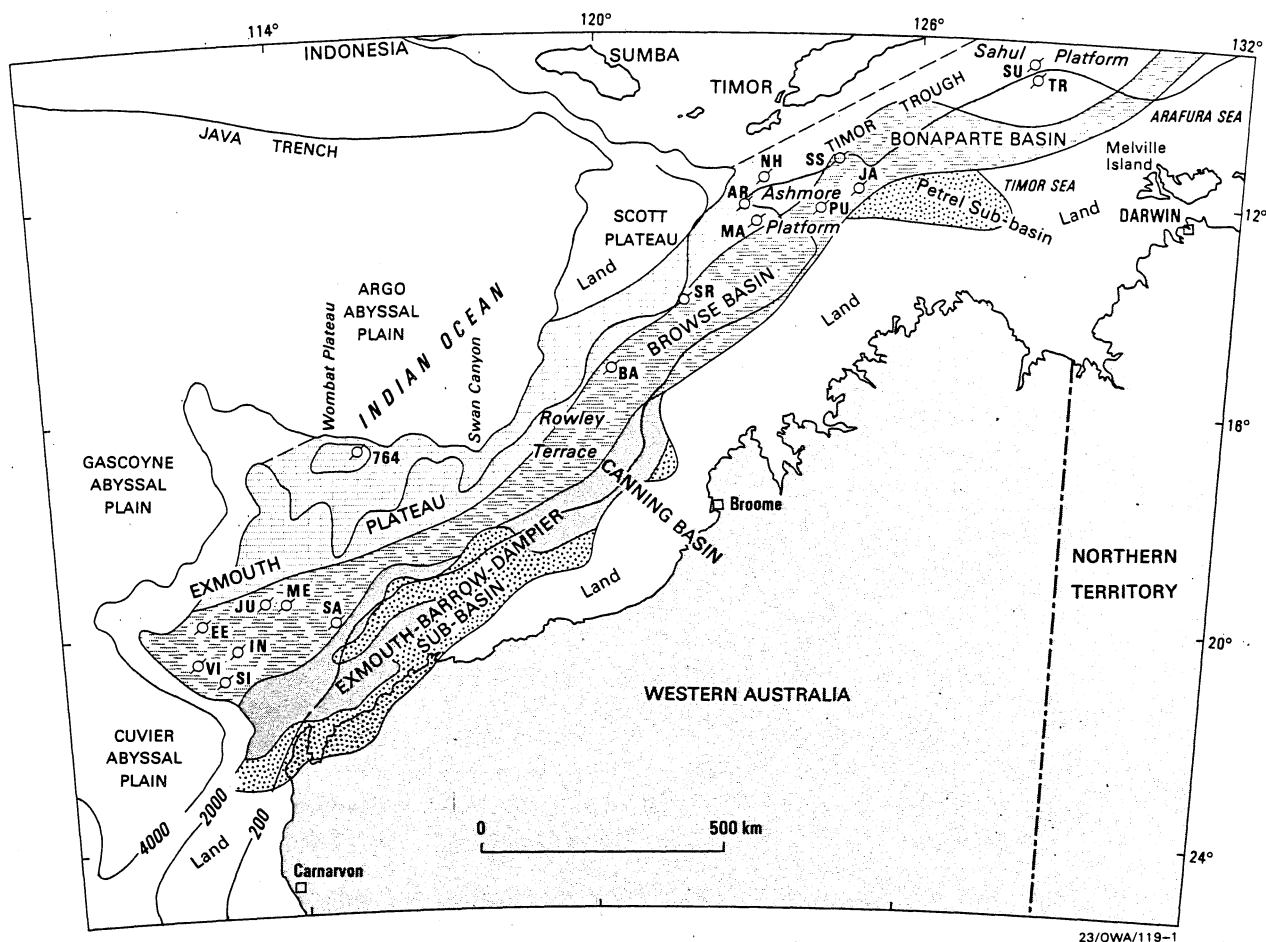 114°
120°
126°
132°
INDONESIA
SUMBA
TIMOR
Sahul Platform
SU
TR
TIMOR TROUGH
ARAFURA SEA
JAVA TRENCH
BONAPARTE BASIN
Melville
Island
NH
SS
JA
TIMOR SEA
AR
Ashmore
Platform
PU
MA
Petrel Sub-basin
Land
DARWIN
12°
SCOTT
PLATEAU
Land
SR
ARGO
ABYSSAL
PLAIN
INDIAN OCEAN
BROWSE BASIN
Land
Wombat Plateau
Swan Canyon
BA
Rowley
Terrace
16°
764
GASCOYNE
ABYSSAL
PLAIN
CANNING BASIN
Broome
EXMOUTH PLATEAU
NORTHERN
TERRITORY
Land
JU
ME
SA
EE
IN
VI
SI
EXMOUTH-BARROW-DAMPIER
SUB-BASIN
20°
WESTERN AUSTRALIA
CUVIER
ABYSSAL
PLAIN
4000
2000
200
Land
0
500 km
24°
Carnarvon
23/OWA/119-1